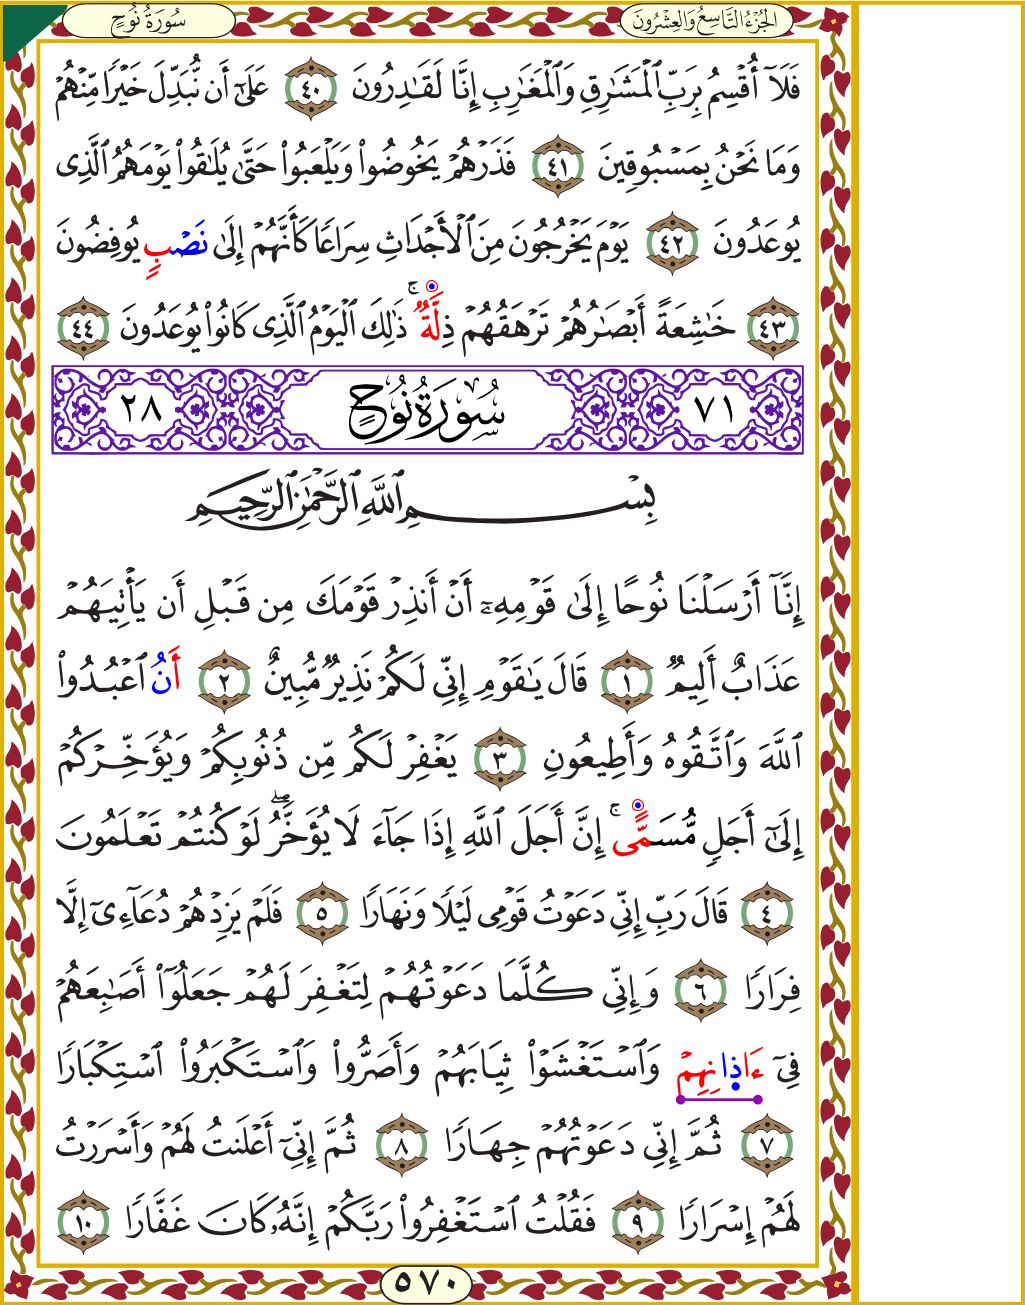 سُورَةُ نُوحٍ
الجُزْءُ التَّاسِعُ وَالعِشْرُونَ
فَلَآ أُقْسِمُ بِرَبِّ ٱلْمَشَٰرِقِ وَٱلْمَغَٰرِبِ إِنَّا لَقَٰدِرُونَ ٤٠ عَلَىٰٓ أَن نُّبَدِّلَ خَيْرًا مِّنْهُمْ
وَمَا نَحْنُ بِمَسْبُوقِينَ ٤١ فَذَرْهُمْ يَخُوضُوا۟ وَيَلْعَبُوا۟ حَتَّىٰ يُلَٰقُوا۟ يَوْمَهُمُ ٱلَّذِى
يُوعَدُونَ ٤٢ يَوْمَ يَخْرُجُونَ مِنَ ٱلْأَجْدَاثِ سِرَاعًا كَأَنَّهُمْ إِلَىٰ نَصْبٍ يُوفِضُونَ
٤٣ خَٰشِعَةً أَبْصَٰرُهُمْ تَرْهَقُهُمْ ذِلَّةٌ ۚ ذَٰلِكَ ٱلْيَوْمُ ٱلَّذِى كَانُوا۟ يُوعَدُونَ ٤٤
٧١ سُورَةُ نُوحٍ ٢٨
بِسْمِ ٱللَّهِ ٱلرَّحْمَٰنِ ٱلرَّحِيمِ
إِنَّآ أَرْسَلْنَا نُوحًا إِلَىٰ قَوْمِهِۦٓ أَنْ أَنذِرْ قَوْمَكَ مِن قَبْلِ أَن يَأْتِيَهُمْ
عَذَابٌ أَلِيمٌ ١ قَالَ يَٰقَوْمِ إِنِّى لَكُمْ نَذِيرٌ مُّبِينٌ ٢ أَنُ ٱعْبُدُوا۟
ٱللَّهَ وَٱتَّقُوهُ وَأَطِيعُونِ ٣ يَغْفِرْ لَكُم مِّن ذُنُوبِكُمْ وَيُؤَخِّرْكُمْ
إِلَىٰٓ أَجَلٍ مُّسَمًّى ۚ إِنَّ أَجَلَ ٱللَّهِ إِذَا جَآءَ لَا يُؤَخَّرُ ۖ لَوْ كُنتُمْ تَعْلَمُونَ
٤ قَالَ رَبِّ إِنِّى دَعَوْتُ قَوْمِى لَيْلًا وَنَهَارًا ٥ فَلَمْ يَزِدْهُمْ دُعَآءِىٓ إِلَّا
فِرَارًا ٦ وَإِنِّى كُلَّمَا دَعَوْتُهُمْ لِتَغْفِرَ لَهُمْ جَعَلُوٓا۟ أَصَٰبِعَهُمْ
فِىٓ ءَاذَانِهِمْ وَٱسْتَغْشَوْا۟ ثِيَابَهُمْ وَأَصَرُّوا۟ وَٱسْتَكْبَرُوا۟ ٱسْتِكْبَارًا
٧ ثُمَّ إِنِّى دَعَوْتُهُمْ جِهَارًا ٨ ثُمَّ إِنِّىٓ أَعْلَنتُ لَهُمْ وَأَسْرَرْتُ
لَهُمْ إِسْرَارًا ٩ فَقُلْتُ ٱسْتَغْفِرُوا۟ رَبَّكُمْ إِنَّهُۥ كَانَ غَفَّارًا ١٠
٥٧٠